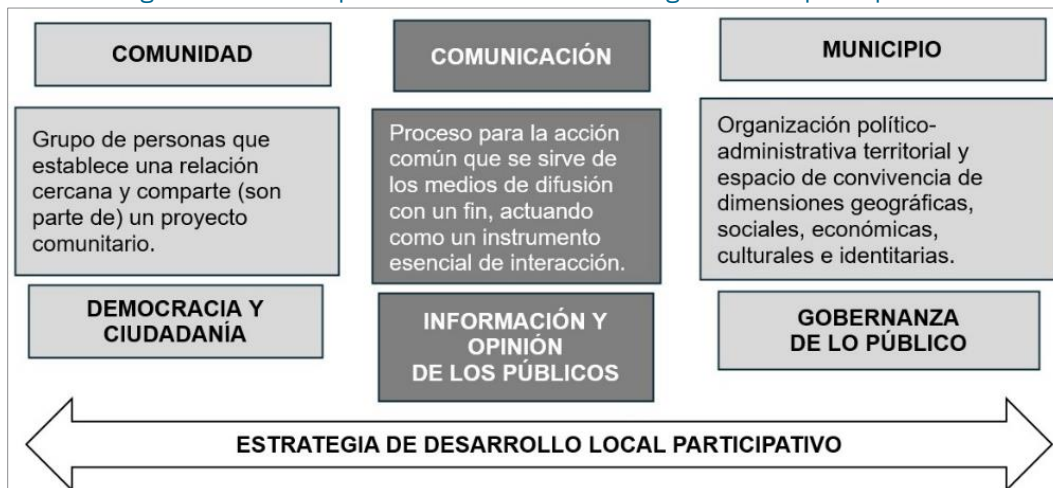 COMUNIDAD
Grupo de personas que
establece una relación
cercana y comparte (son
parte de) un proyecto
comunitario.
DEMOCRACIA Y
CIUDADANÍA
COMUNICACIÓN
Proceso para la acción
común que se sirve de
los medios de difusión
con un fin, actuando
como un instrumento
esencial de interacción.
INFORMACIÓN Y
OPINIÓN
DE LOS PÚBLICOS
MUNICIPIO
Organización político-
administrativa territorial y
espacio de convivencia de
dimensiones geográficas,
sociales, económicas,
culturales e identitarias.
GOBERNANZA
DE LO PÚBLICO
ESTRATEGIA DE DESARROLLO LOCAL PARTICIPATIVO